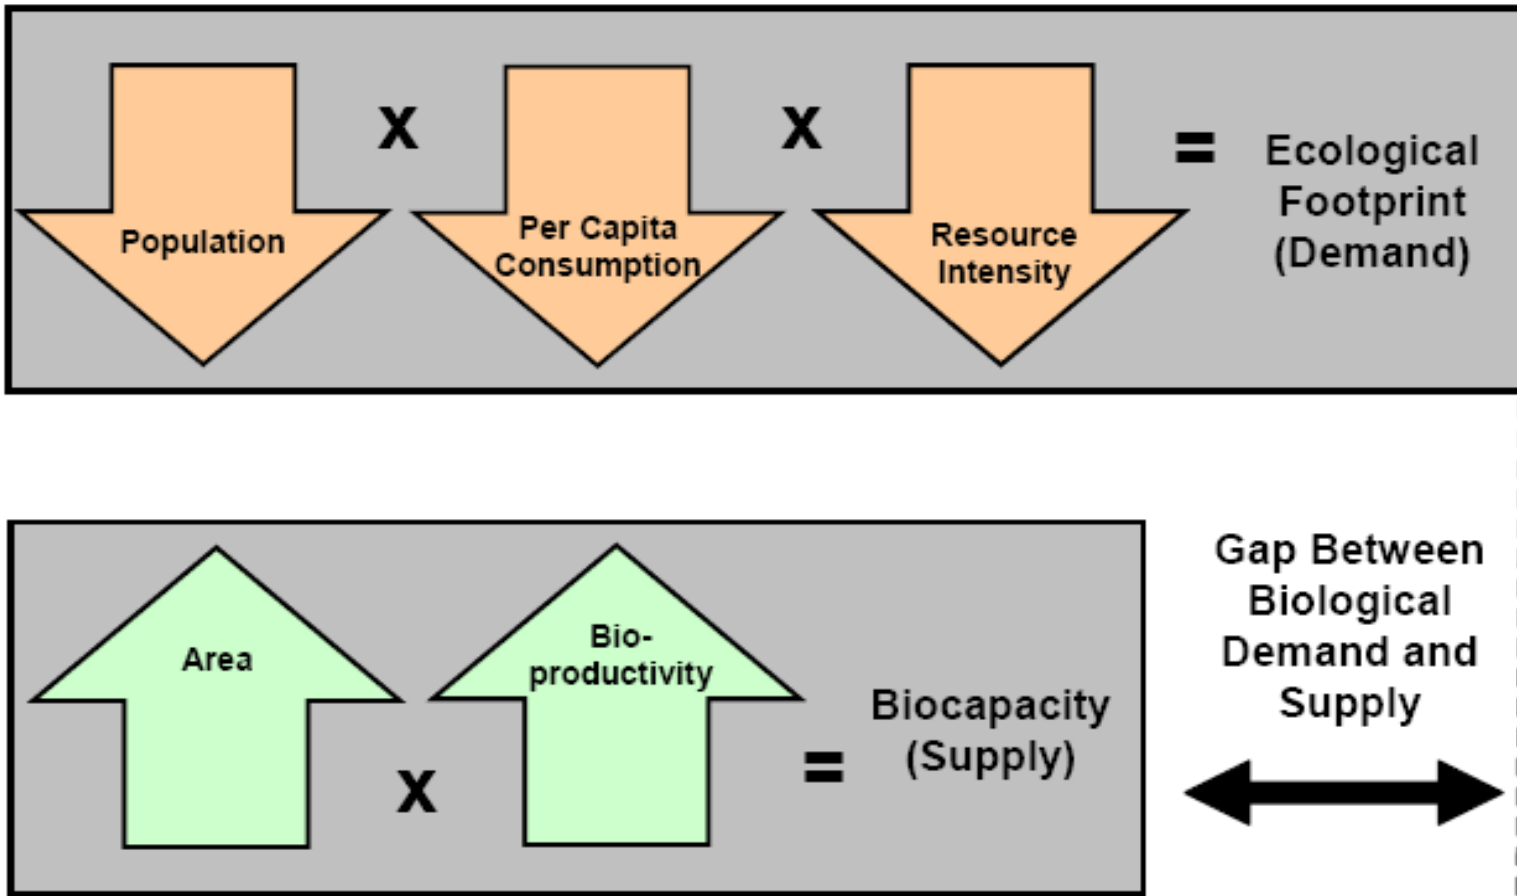 Population
x
Per Capita
Consumption
x
Resource
Intensity
=
Ecological
Footprint
(Demand)
Area
x
Bio-
productivity
=
Biocapacity
(Supply)
Gap Between
Biological
Demand and
Supply